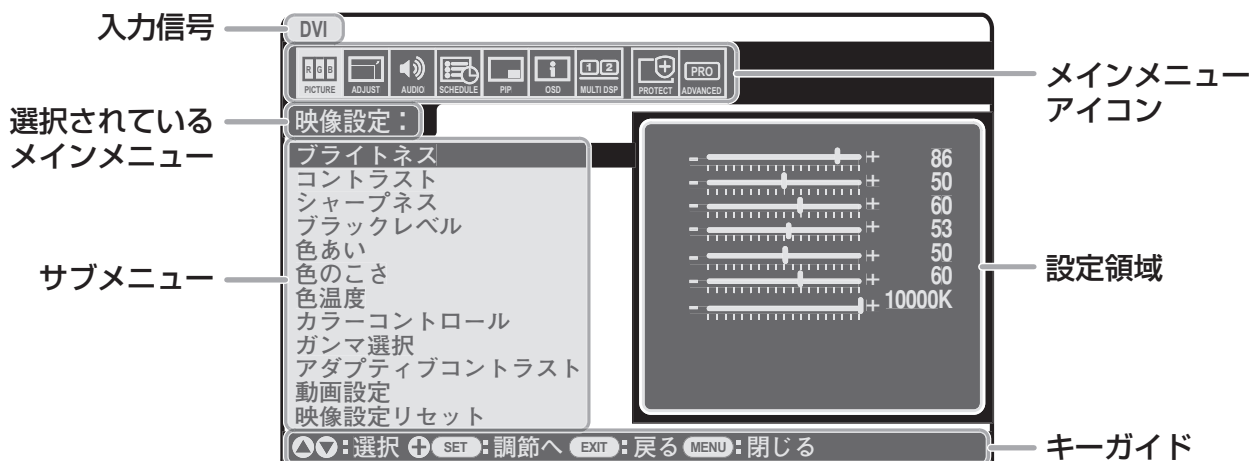 入力信号
DVI
RGB
PICTURE ADJUST AUDIO SCHEDULE PIP OSD 1 2 MULTI DSP PROTECT PRO ADVANCED
メインメニュー
アイコン
選択されている
メインメニュー
映像設定：
ブライトネス
コントラスト
シャープネス
ブラックレベル
色あい
色のこさ
色温度
カラーコントロール
ガンマ選択
アダプティブコントラスト
動画設定
映像設定リセット
サブメニュー
- + 86
- + 50
- + 60
- + 53
- + 50
- + 60
- + 10000K
設定領域
:選択 + SET:調節へ EXIT:戻る MENU:閉じる
キーガイド